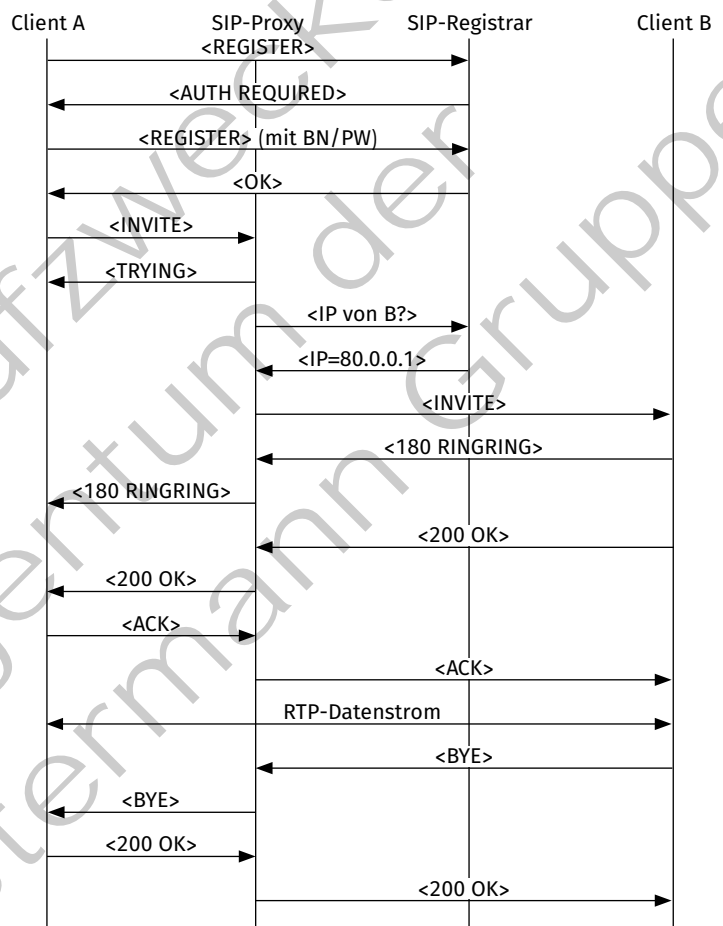 Client A SIP-Proxy SIP-Registrar Client B
<REGISTER>
<AUTH REQUIRED>
<REGISTER> (mit BN/PW)
<OK>
<INVITE>
<TRYING>
<IP von B?>
<IP=80.0.0.1>
<INVITE>
<180 RINGRING>
<180 RINGRING>
<200 OK>
<200 OK>
<ACK>
<ACK>
RTP-Datenstrom
<BYE>
<BYE>
<200 OK>
<200 OK>
der
Gruppe